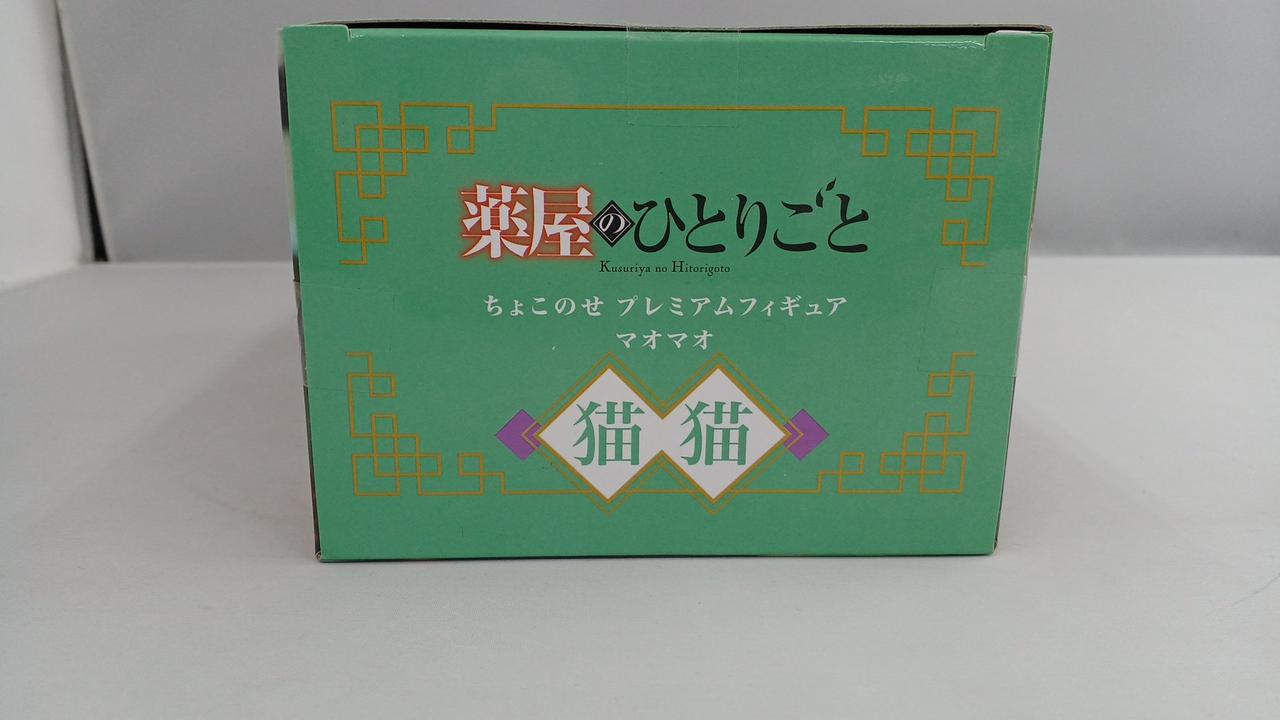 薬屋のひとりごと
Kusuriya no Hitorigoto
ちょこのせ プレミアムフィギュア
マオマオ
猫猫